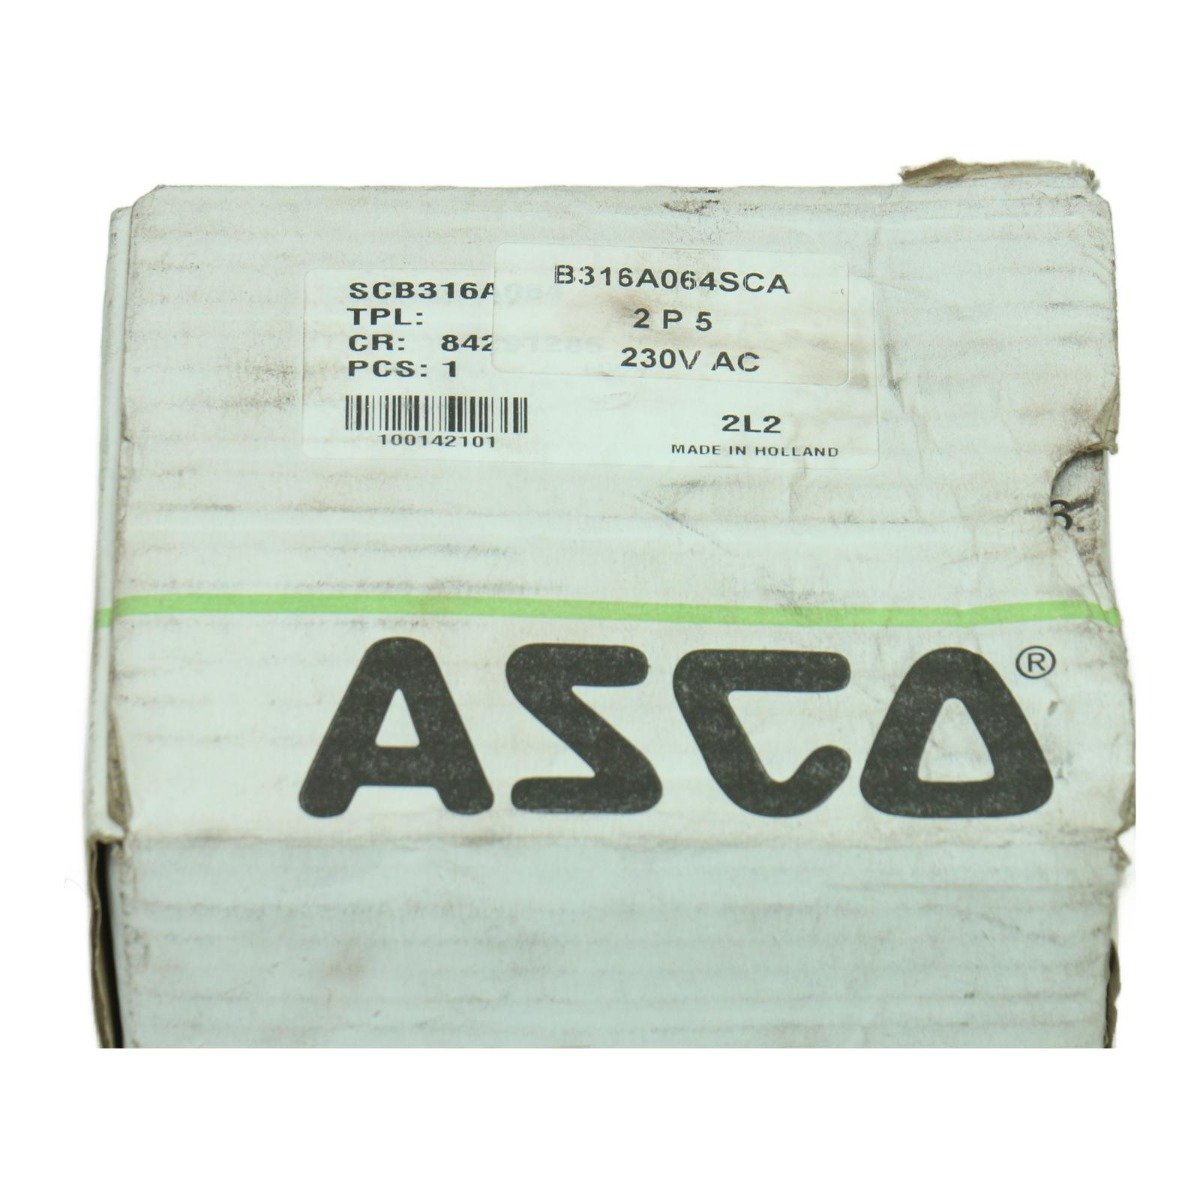 B316A064SCA
2 P 5
230V AC
SCB316A
TPL:
CR: 842
PCS: 1
100142101
2L2
MADE IN HOLLAND
ASCO®